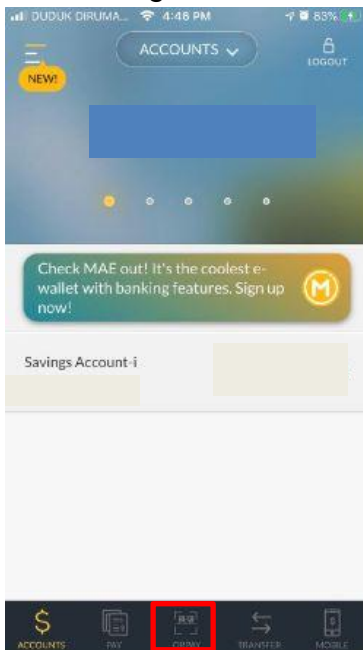 DUDUK DIRUMA... 4:46 PM 83%
ACCOUNTS
LOGOUT
NEW!
Check MAE out! It's the coolest e-
wallet with banking features. Sign up
now!
M
Savings Account-i
$
ACCOUNTS PAY QRPAY TRANSFER MOBILE